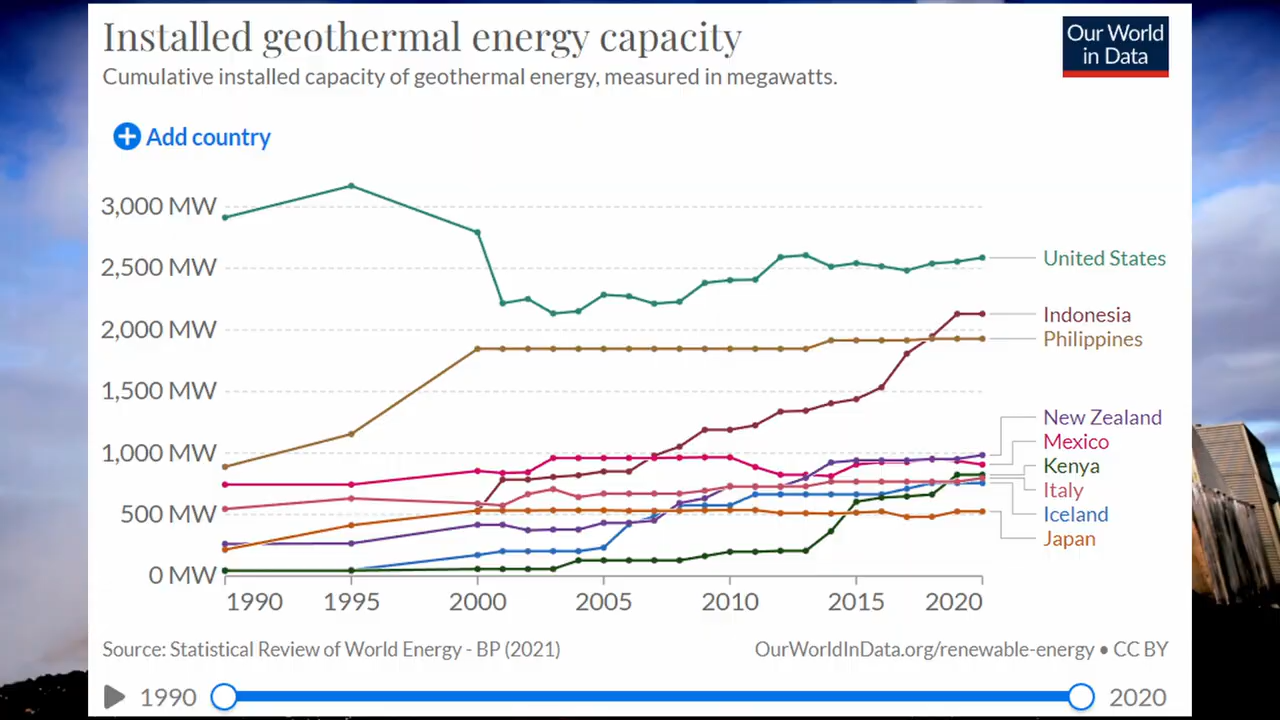 Installed geothermal energy capacity
Cumulative installed capacity of geothermal energy, measured in megawatts.
Our World
in Data
Add country
3,000 MW
2,500 MW
2,000 MW
1,500 MW
1,000 MW
500 MW
0 MW
United States
Indonesia
Philippines
New Zealand
Mexico
Kenya
Italy
Iceland
Japan
1990 1995 2000 2005 2010 2015 2020
Source: Statistical Review of World Energy - BP (2021)
OurWorldInData.org/renewable-energy • CC BY
1990 2020